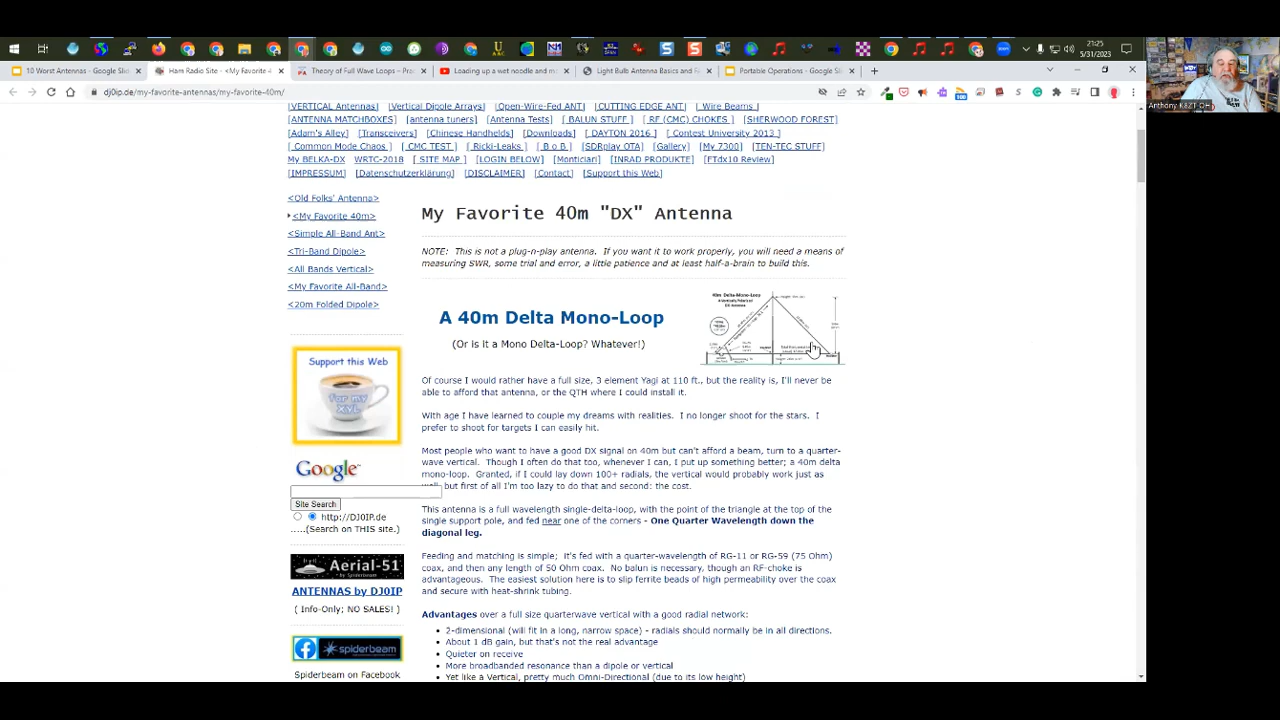 21:25
5/31/2023
10 Worst Antennas - Google Slid
Ham Radio Site - <My Favorite 4
Theory of Full Wave Loops – Prac
Loading up a wet noodle and m
Light Bulb Antenna Basics and F
Portable Operations - Google Sl
dj0ip.de/my-favorite-antennas/my-favorite-40m/
Anthony K8ZT-OH
[VERTICAL Antennas] [Vertical Dipole Arrays] [Open-Wire-Fed ANT] [CUTTING EDGE ANT] [ Wire Beams ]
[ANTENNA MATCHBOXES] [antenna tuners] [Antenna Tests] [ BALUN STUFF ] [ RF (CMC) CHOKES ] [SHERWOOD FOREST]
[Adam's Alley] [Transceivers] [Chinese Handhelds] [Downloads] [ DAYTON 2016 ] [ Contest University 2013 ]
[ Common Mode Chaos ] [ CMC TEST ] [ Ricki-Leaks ] [ B o B ] [SDRplay OTA] [Gallery] [My 7300] [TEN-TEC STUFF]
My BELKA-DX WRTC-2018 [ SITE MAP ] [LOGIN BELOW] [Monticiari] [INRAD PRODUKTE] [FTdx10 Review]
[IMPRESSUM] [Datenschutzerklärung] [DISCLAIMER] [Contact] [Support this Web]
<Old Folks' Antenna>
<My Favorite 40m>
<Simple All-Band Ant>
<Tri-Band Dipole>
<All Bands Vertical>
<My Favorite All-Band>
<20m Folded Dipole>
Support this Web
for my
XYL
Google
Site Search
http://DJ0IP.de
.....(Search on THIS site.)
Aerial-51
by Spiderbeam
ANTENNAS by DJ0IP
( Info-Only; NO SALES! )
spiderbeam
Spiderbeam on Facebook
My Favorite 40m "DX" Antenna
NOTE: This is not a plug-n-play antenna. If you want it to work properly, you will need a means of
measuring SWR, some trial and error, a little patience and at least half-a-brain to build this.
A 40m Delta Mono-Loop
(Or is it a Mono Delta-Loop? Whatever!)
40m Delta-Mono-Loop
Of course I would rather have a full size, 3 element Yagi at 110 ft., but the reality is, I'll never be
able to afford that antenna, or the QTH where I could install it.
With age I have learned to couple my dreams with realities. I no longer shoot for the stars. I
prefer to shoot for targets I can easily hit.
Most people who want to have a good DX signal on 40m but can't afford a beam, turn to a quarter-
wave vertical. Though I often do that too, whenever I can, I put up something better; a 40m delta
mono-loop. Granted, if I could lay down 100+ radials, the vertical would probably work just as
well but first of all I'm too lazy to do that and second: the cost.
This antenna is a full wavelength single-delta-loop, with the point of the triangle at the top of the
single support pole, and fed near one of the corners - One Quarter Wavelength down the
diagonal leg.
Feeding and matching is simple; it's fed with a quarter-wavelength of RG-11 or RG-59 (75 Ohm)
coax, and then any length of 50 Ohm coax. No balun is necessary, though an RF-choke is
advantageous. The easiest solution here is to slip ferrite beads of high permeability over the coax
and secure with heat-shrink tubing.
Advantages over a full size quarterwave vertical with a good radial network:
• 2-dimensional (will fit in a long, narrow space) - radials should normally be in all directions.
• About 1 dB gain, but that's not the real advantage
• Quieter on receive
• More broadbanded resonance than a dipole or vertical
• Yet like a Vertical, pretty much Omni-Directional (due to its low height)